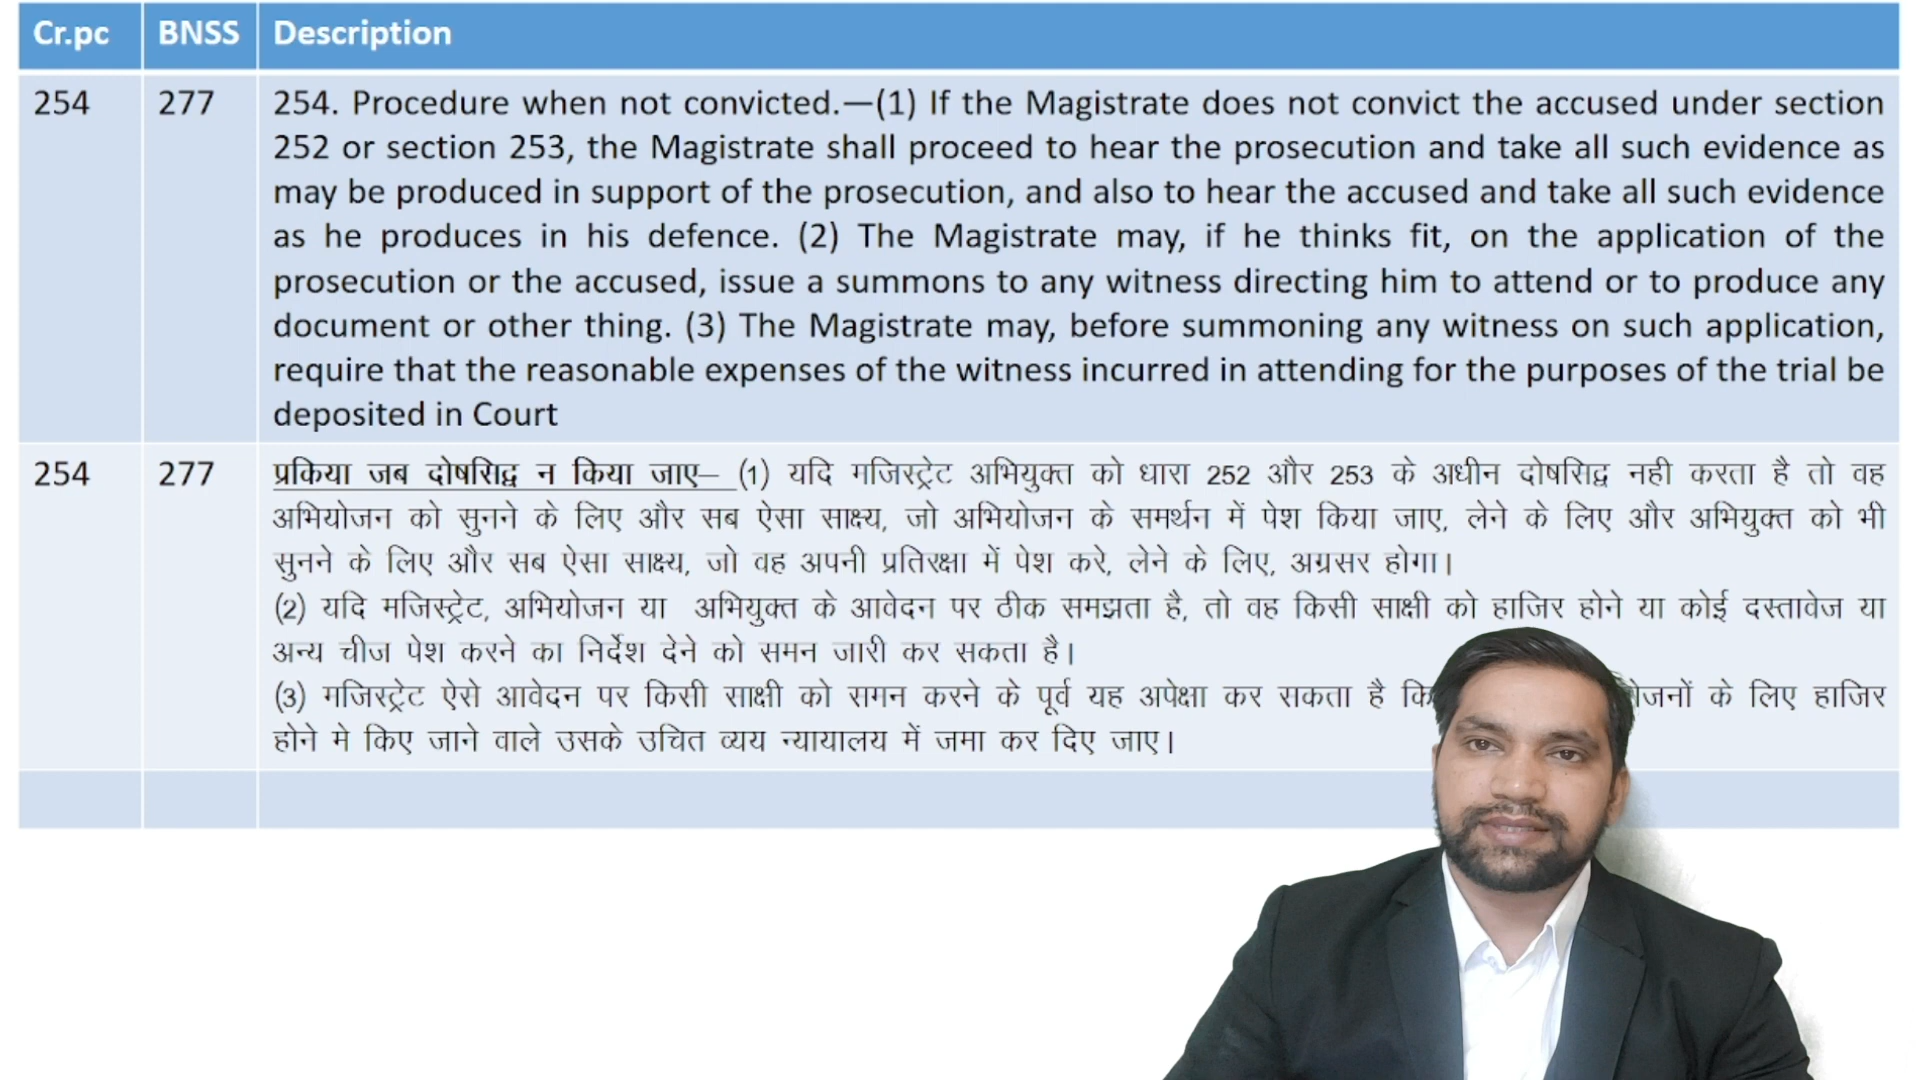 Cr.pc BNSS Description
254 277 254. Procedure when not convicted.—(1) If the Magistrate does not convict the accused under section
252 or section 253, the Magistrate shall proceed to hear the prosecution and take all such evidence as
may be produced in support of the prosecution, and also to hear the accused and take all such evidence
as he produces in his defence. (2) The Magistrate may, if he thinks fit, on the application of the
prosecution or the accused, issue a summons to any witness directing him to attend or to produce any
document or other thing. (3) The Magistrate may, before summoning any witness on such application,
require that the reasonable expenses of the witness incurred in attending for the purposes of the trial be
deposited in Court
254 277 प्रकिया जब दोषसिद्व न किया जाए– (1) यदि मजिस्ट्रेट अभियुक्त को धारा 252 और 253 के अधीन दोषसिद्व नही करता है तो वह
अभियोजन को सुनने के लिए और सब ऐसा साक्ष्य, जो अभियोजन के समर्थन में पेश किया जाए, लेने के लिए और अभियुक्त को भी
सुनने के लिए और सब ऐसा साक्ष्य, जो वह अपनी प्रतिरक्षा में पेश करे, लेने के लिए, अग्रसर होगा।
(2) यदि मजिस्ट्रेट, अभियोजन या अभियुक्त के आवेदन पर ठीक समझता है, तो वह किसी साक्षी को हाजिर होने या कोई दस्तावेज या
अन्य चीज पेश करने का निर्देश देने को समन जारी कर सकता है।
(3) मजिस्ट्रेट ऐसे आवेदन पर किसी साक्षी को समन करने के पूर्व यह अपेक्षा कर सकता है कि के लिए हाजिर
होने मे किए जाने वाले उसके उचित व्यय न्यायालय में जमा कर दिए जाए।